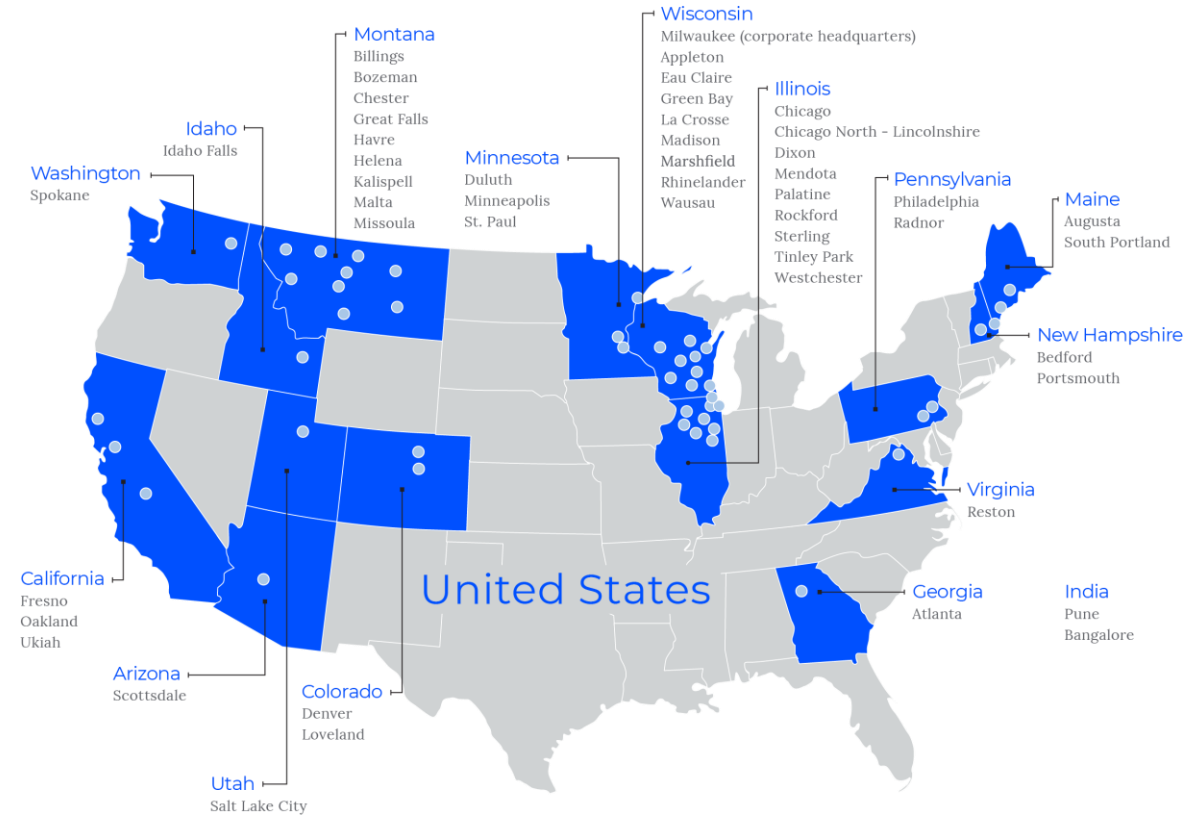 Wisconsin
Milwaukee (corporate headquarters)
Appleton
Eau Claire
Green Bay
La Crosse
Madison
Marshfield
Rhinelander
Wausau
Montana
Billings
Bozeman
Chester
Great Falls
Havre
Helena
Kalispell
Malta
Missoula
Illinois
Chicago
Chicago North - Lincolnshire
Dixon
Mendota
Palatine
Rockford
Sterling
Tinley Park
Westchester
Idaho
Idaho Falls
Minnesota
Duluth
Minneapolis
St. Paul
Washington
Spokane
Pennsylvania
Philadelphia
Radnor
Maine
Augusta
South Portland
New Hampshire
Bedford
Portsmouth
Virginia
Reston
United States
California
Fresno
Oakland
Ukiah
Georgia
Atlanta
India
Pune
Bangalore
Arizona
Scottsdale
Colorado
Denver
Loveland
Utah
Salt Lake City